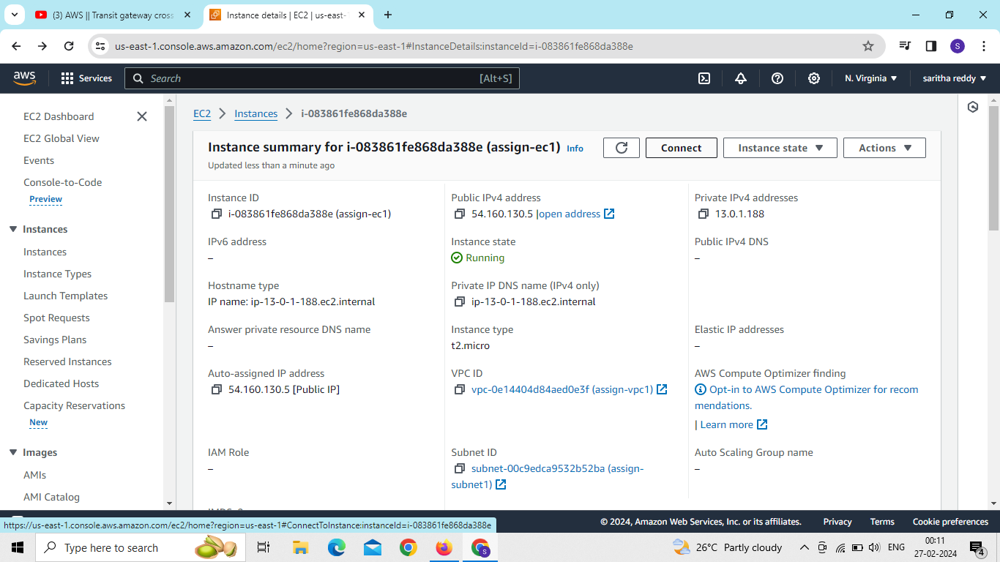 (3) AWS || Transit gateway cross
Instance details | EC2 | us-east-
us-east-1.console.aws.amazon.com/ec2/home?region=us-east-1#InstanceDetails:instanceId=i-083861fe868da388e
S
aws
Services
Search
[Alt+S]
N. Virginia
saritha reddy
EC2 Dashboard
EC2 Global View
Events
Console-to-Code
Preview
Instances
Instances
Instance Types
Launch Templates
Spot Requests
Savings Plans
Reserved Instances
Dedicated Hosts
Capacity Reservations
New
Images
AMIs
AMI Catalog
EC2
Instances
i-083861fe868da388e
Instance summary for i-083861fe868da388e (assign-ec1)
Info
Connect
Instance state
Actions
Updated less than a minute ago
Instance ID
i-083861fe868da388e (assign-ec1)
Public IPv4 address
54.160.130.5 |open address
Private IPv4 addresses
13.0.1.188
IPv6 address
–
Instance state
Running
Public IPv4 DNS
–
Hostname type
IP name: ip-13-0-1-188.ec2.internal
Private IP DNS name (IPv4 only)
ip-13-0-1-188.ec2.internal
Answer private resource DNS name
–
Instance type
t2.micro
Elastic IP addresses
–
Auto-assigned IP address
54.160.130.5 [Public IP]
VPC ID
vpc-0e14404d84aed0e3f (assign-vpc1)
AWS Compute Optimizer finding
Opt-in to AWS Compute Optimizer for recom
mendations.
| Learn more
IAM Role
–
Subnet ID
subnet-00c9edca9532b52ba (assign-
subnet1)
Auto Scaling Group name
–
https://us-east-1.console.aws.amazon.com/ec2/home?region=us-east-1#ConnectToInstance:instanceId=i-083861fe868da388e
© 2024, Amazon Web Services, Inc. or its affiliates.
Privacy
Terms
Cookie preferences
Type here to search
S
26°C Partly cloudy
ENG
00:11
27-02-2024
4